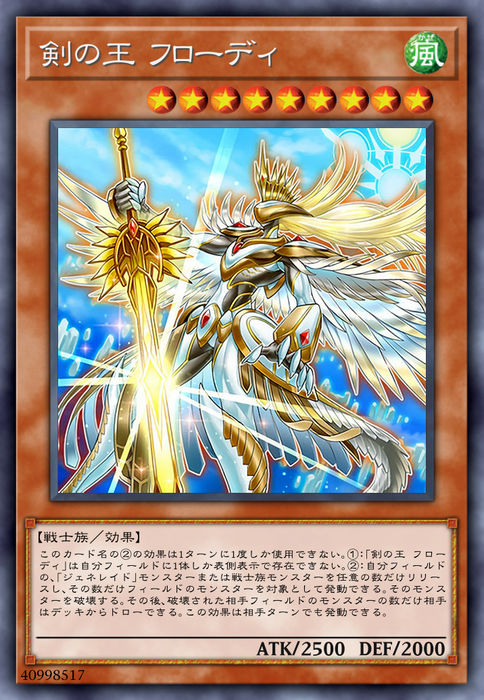 剣の王 フローディ
かぜ
風
【戦士族／効果】
このカード名の②の効果は1ターンに1度しか使用できない。①：「剣の王 フロー
ディ」は自分フィールドに1体しか表側表示で存在できない。②：自分フィールド
の、「ジェネレイド」モンスターまたは戦士族モンスターを任意の数だけリリー
スし、その数だけフィールドのモンスターを対象として発動できる。そのモンス
ターを破壊する。その後、破壊された相手フィールドのモンスターの数だけ相手
はデッキからドローできる。この効果は相手ターンでも発動できる。
ATK/2500 DEF/2000
40998517